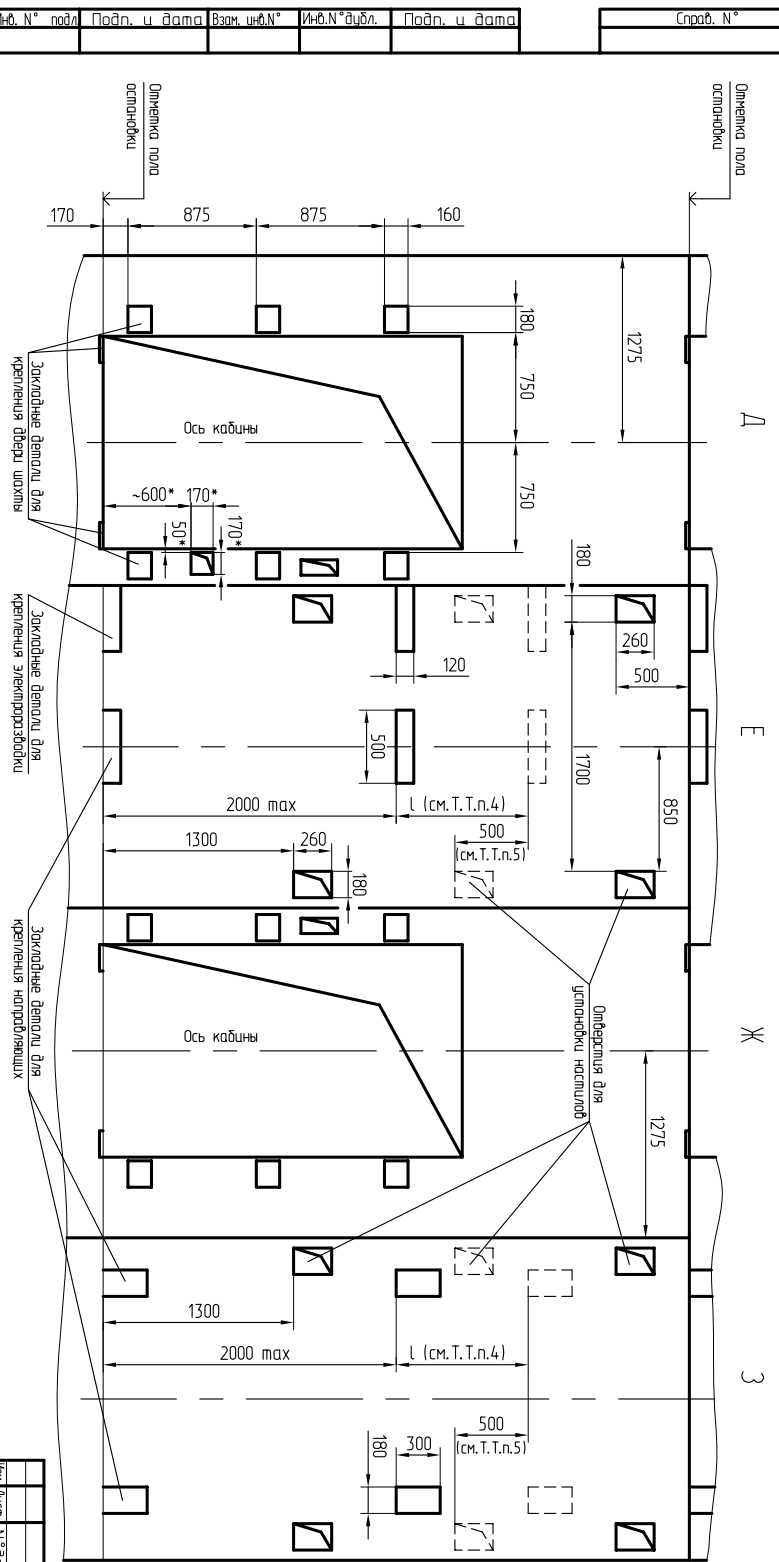 Инв. N° подл
Подп. и дата
Взам. инв.N°
Инв.N°дубл.
Подп. и дата
Справ. N°
Отметка пола
остановки
Отметка пола
остановки
170
875
875
160
180
750
750
1275
Д
Ось кабины
~600*
170*
170*
50*
Закладные детали для
крепления двери шахты
180
260
500
120
500
1700
850
Е
2000 max
l (см.Т.Т.п.4)
1300
260
500
(см.Т.Т.п.5)
180
Закладные детали для
крепления электроразводки
Закладные детали для
крепления направляющих
Ось кабины
Отверстия для
установки настилов
Ж
1275
1300
2000 max
l (см.Т.Т.п.4)
500
(см.Т.Т.п.5)
300
180
З